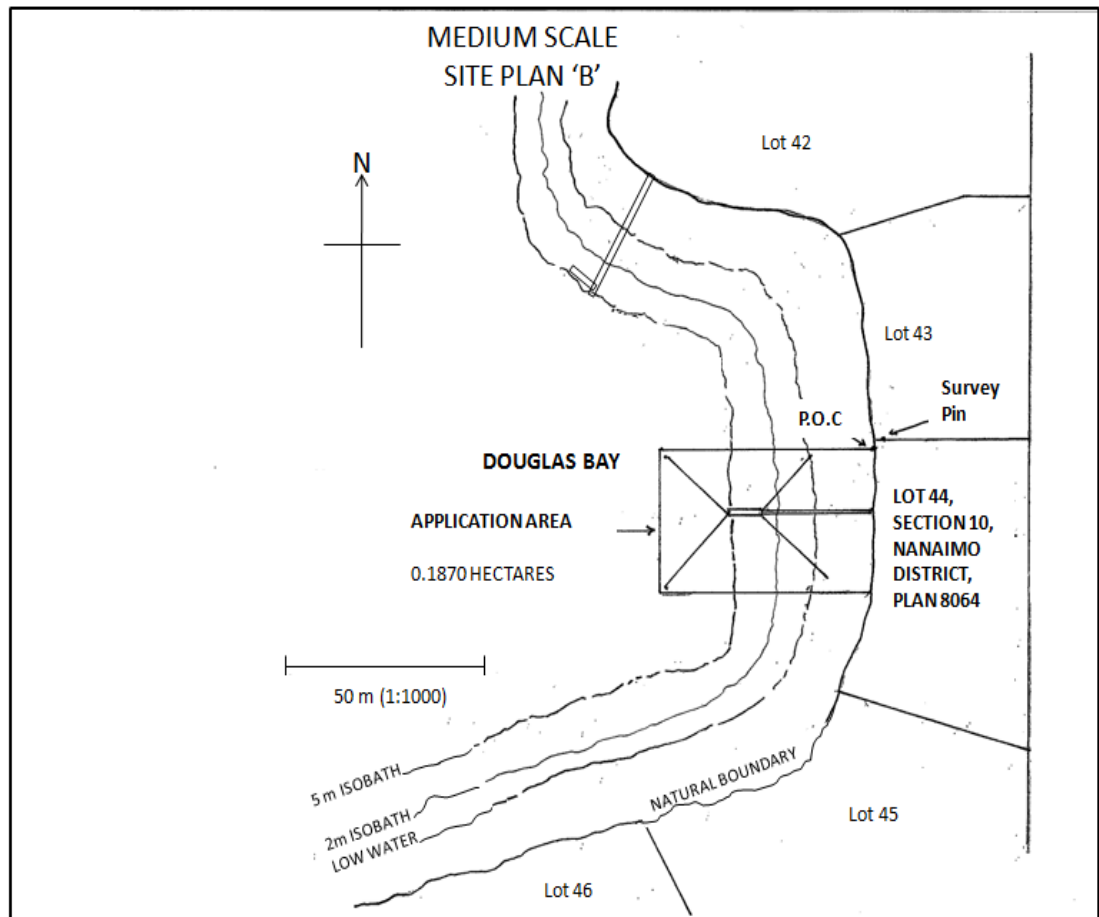 MEDIUM SCALE
SITE PLAN 'B'
N
Lot 42
Lot 43
Survey
Pin
P.O.C
DOUGLAS BAY
APPLICATION AREA
0.1870 HECTARES
LOT 44,
SECTION 10,
NANAIMO
DISTRICT,
PLAN 8064
50 m (1:1000)
5 m ISOBATH
2m ISOBATH
LOW WATER
NATURAL BOUNDARY
Lot 45
Lot 46